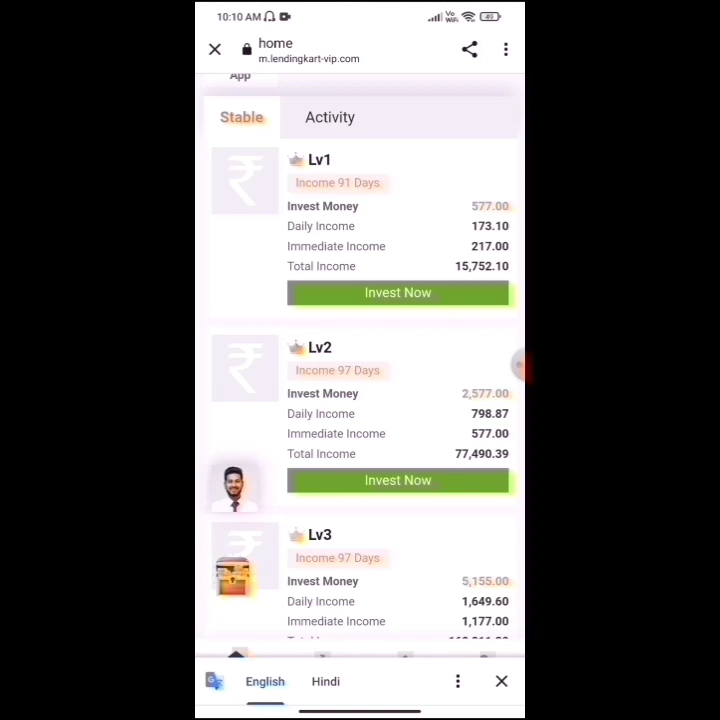 10:10 AM
Vo
WiFi
49
home
m.lendingkart-vip.com
App
Stable Activity
Lv1
Income 91 Days
Invest Money 577.00
Daily Income 173.10
Immediate Income 217.00
Total Income 15,752.10
Invest Now
Lv2
Income 97 Days
Invest Money 2,577.00
Daily Income 798.87
Immediate Income 577.00
Total Income 77,490.39
Invest Now
Lv3
Income 97 Days
Invest Money 5,155.00
Daily Income 1,649.60
Immediate Income 1,177.00
English Hindi